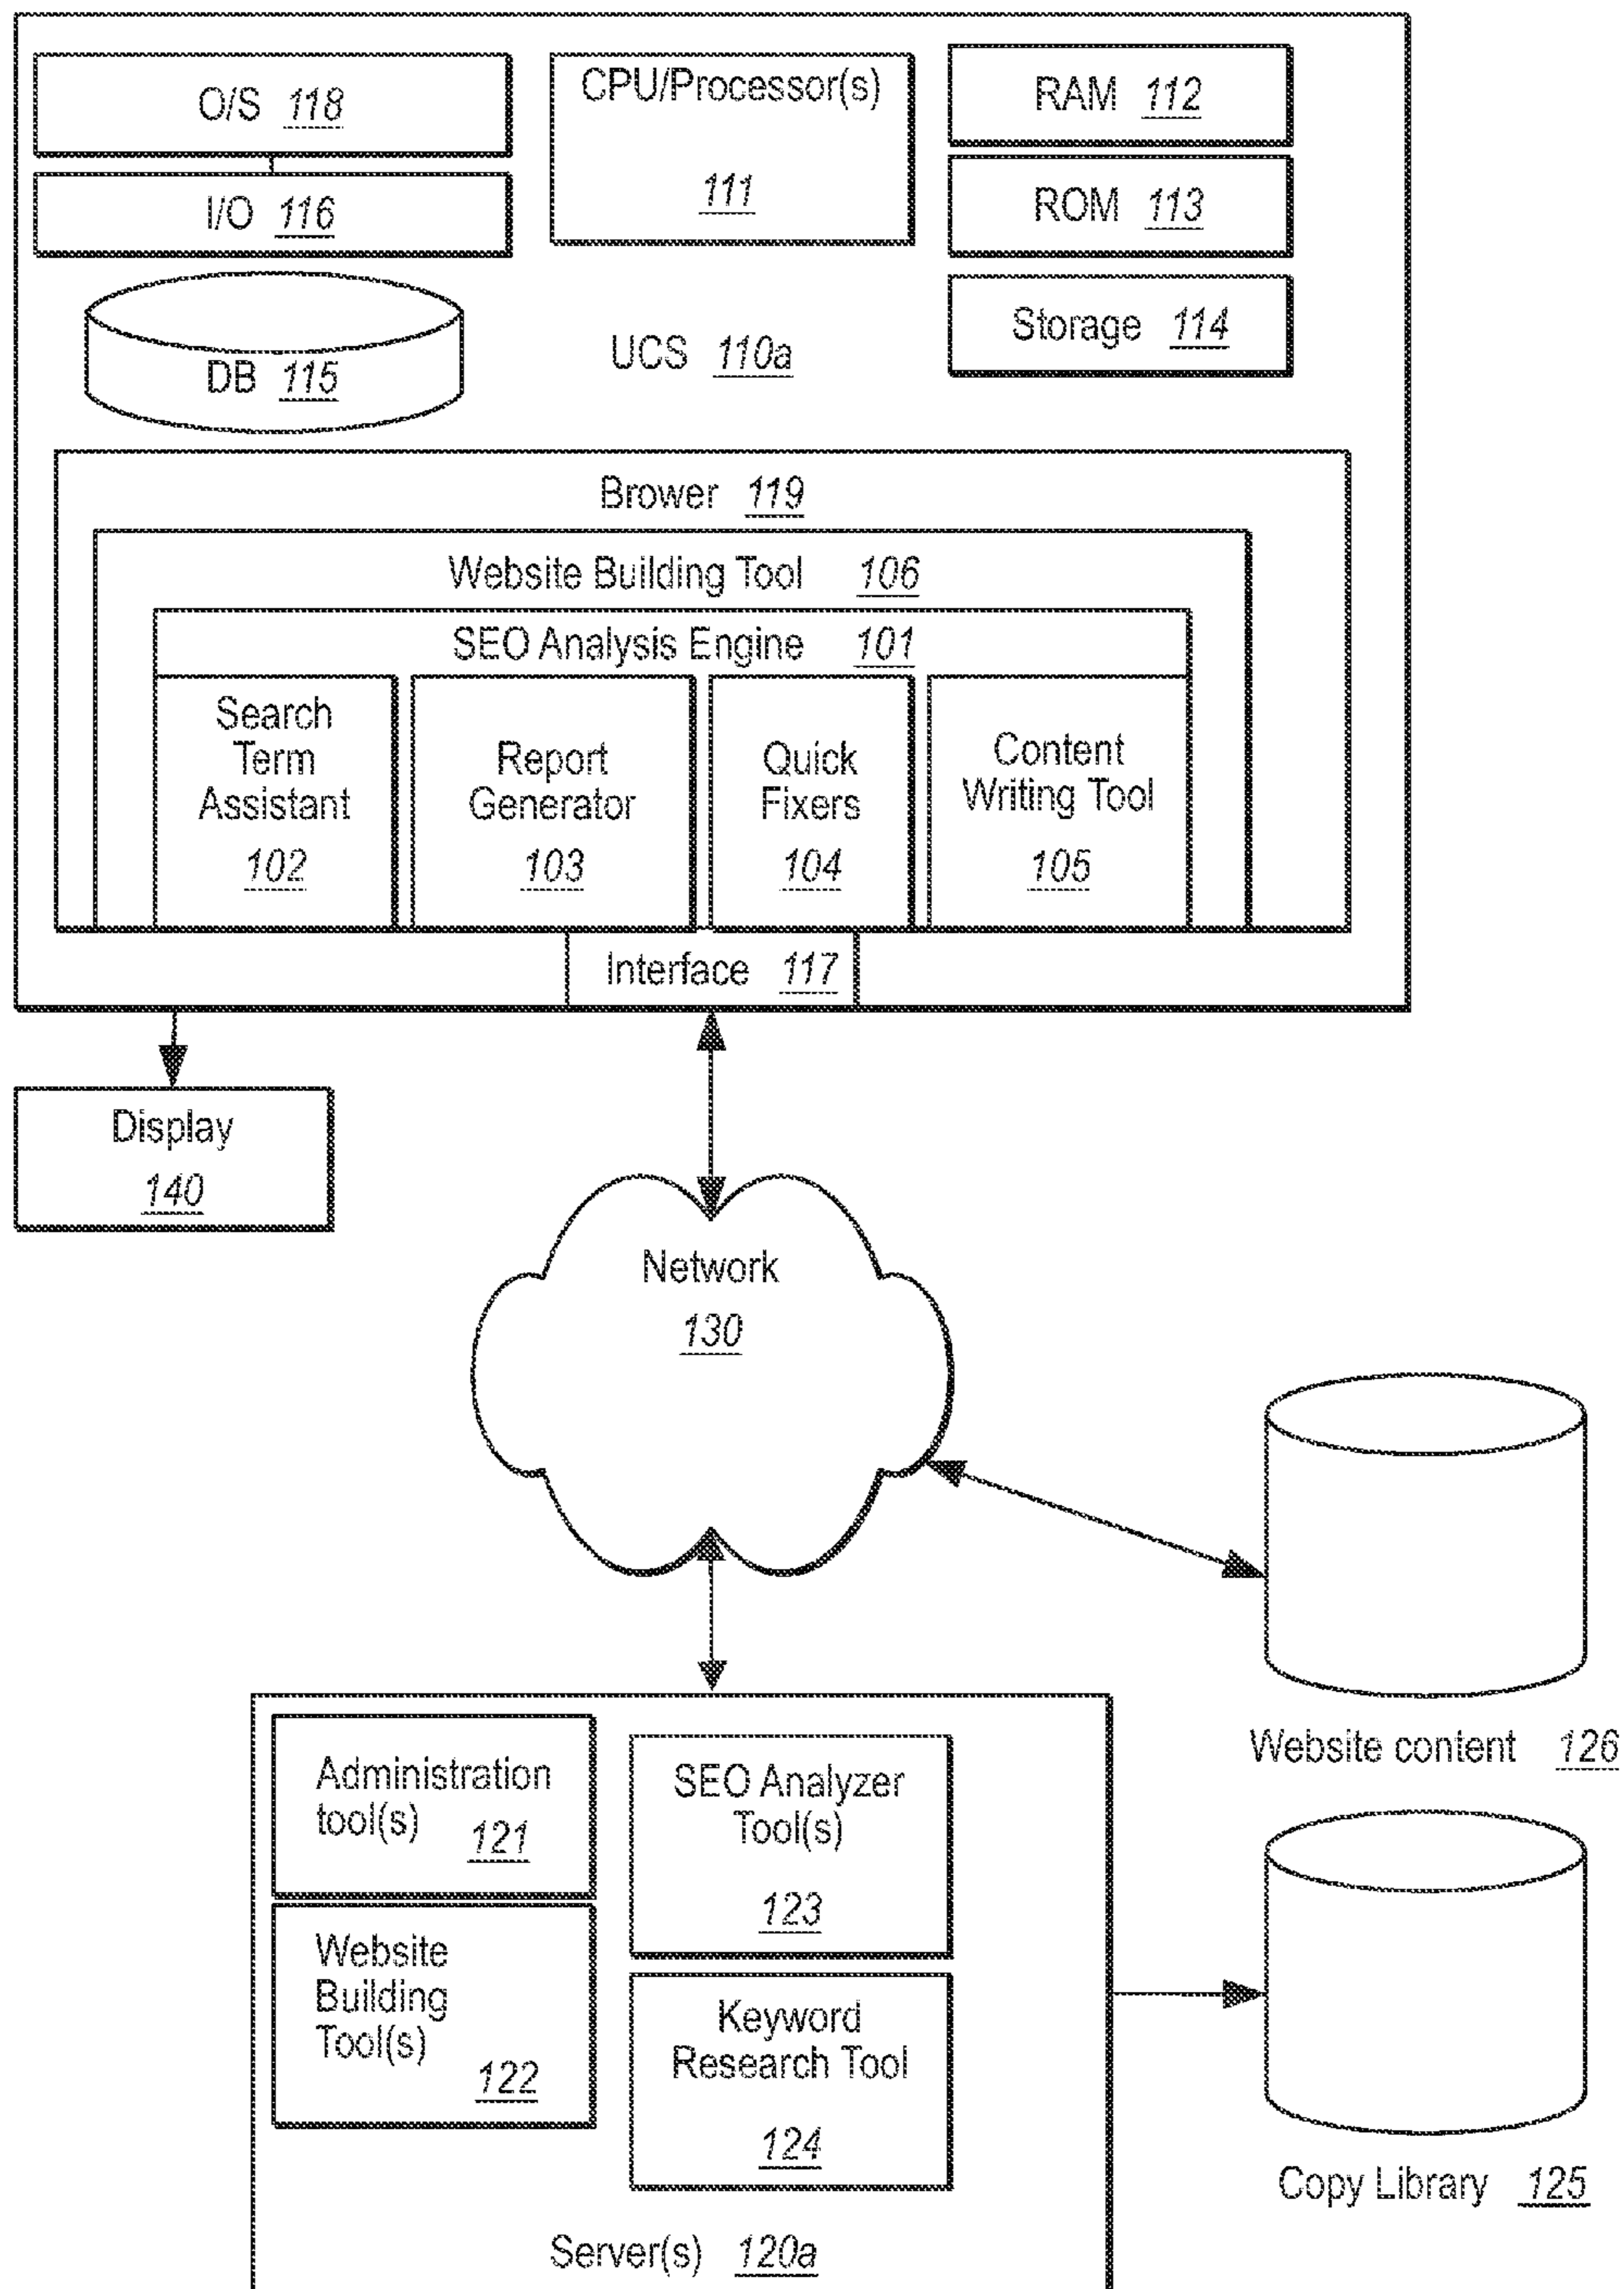 O/S 118
CPU/Processor(s)
111
RAM 112
I/O 116
ROM 113
Storage 114
DB 115
UCS 110a
Brower 119
Website Building Tool 106
SEO Analysis Engine 101
Search
Term
Assistant
102
Report
Generator
103
Quick
Fixers
104
Content
Writing Tool
105
Interface 117
Display
140
Network
130
Website content 126
Administration
tool(s)
121
SEO Analyzer
Tool(s)
123
Website
Building
Tool(s)
122
Keyword
Research Tool
124
Copy Library 125
Server(s) 120a